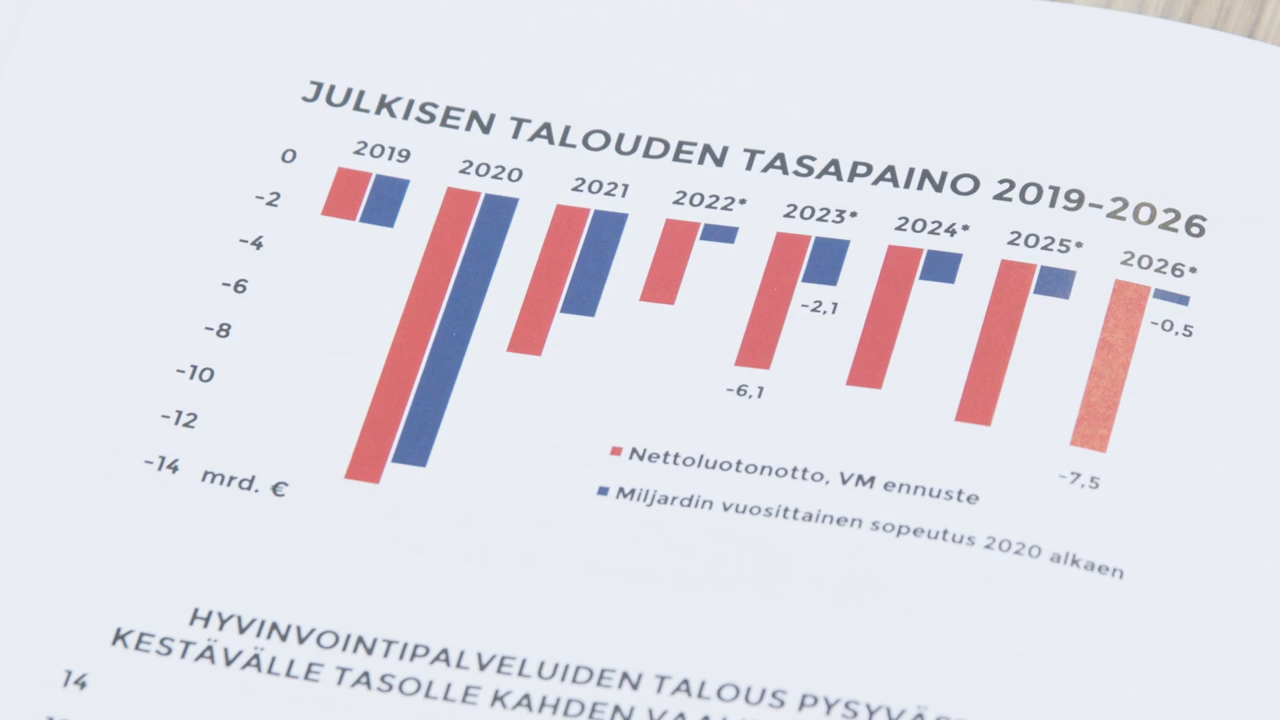 JULKISEN TALOUDEN TASAPAINO 2019-2026
2019 2020 2021 2022* 2023* 2024* 2025* 2026*
0
-2
-4
-6
-8
-10
-12
-14 mrd. €
-2,1
-0,5
-6,1
-7,5
Nettoluotonotto, VM ennuste
Miljardin vuosittainen sopeutus 2020 alkaen
HYVINVOINTIPALVELUIDEN TALOUS
KESTÄVÄLLE TASOLLE KAHDEN
14